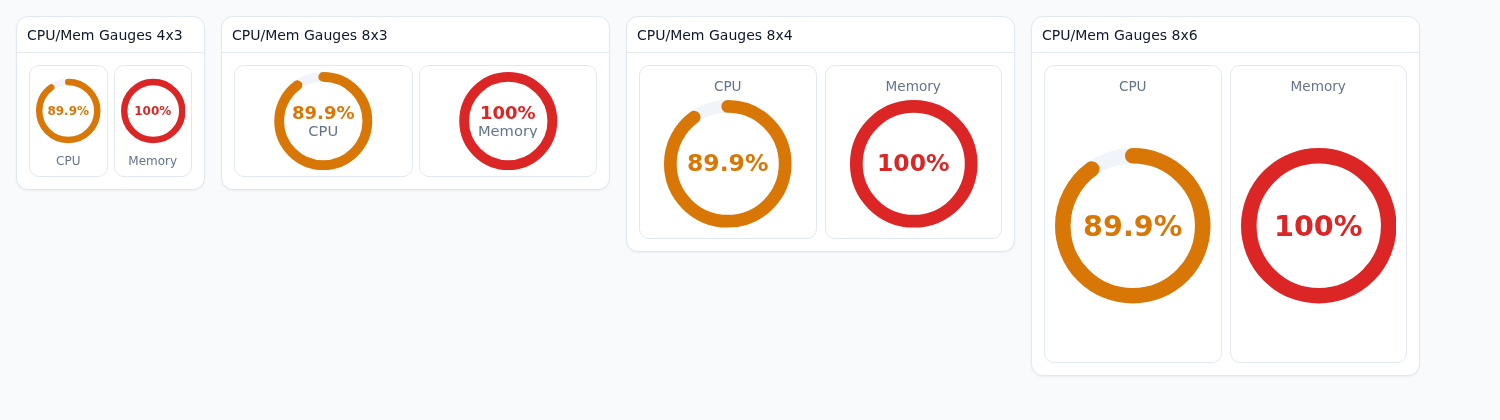 CPU/Mem Gauges 4x3
89.9%
CPU
100%
Memory
CPU/Mem Gauges 8x3
89.9%
CPU
100%
Memory
CPU/Mem Gauges 8x4
CPU
89.9%
Memory
100%
CPU/Mem Gauges 8x6
CPU
89.9%
Memory
100%